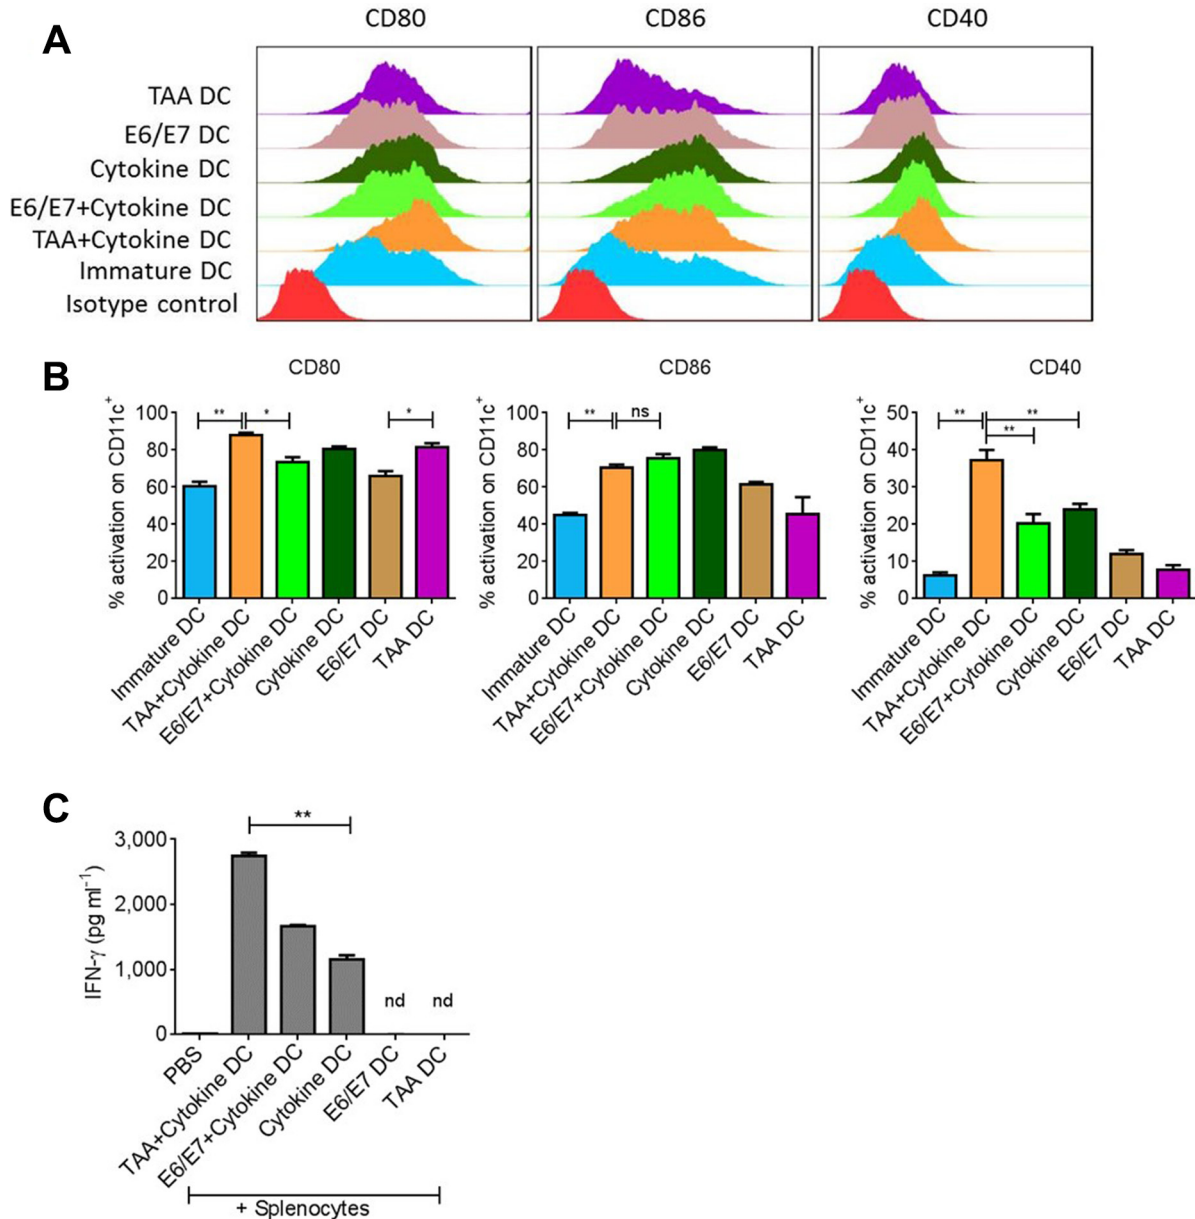 A
CD80 CD86 CD40
TAA DC
E6/E7 DC
Cytokine DC
E6/E7+Cytokine DC
TAA+Cytokine DC
Immature DC
Isotype control
B
CD80
% activation on CD11c+
100
80
60
40
20
0
** * *
Immature DC
TAA+Cytokine DC
E6/E7+Cytokine DC
Cytokine DC
E6/E7 DC
TAA DC
CD86
% activation on CD11c+
100
80
60
40
20
0
** ns
Immature DC
TAA+Cytokine DC
E6/E7+Cytokine DC
Cytokine DC
E6/E7 DC
TAA DC
CD40
% activation on CD11c+
50
40
30
20
10
0
** **
**
Immature DC
TAA+Cytokine DC
E6/E7+Cytokine DC
Cytokine DC
E6/E7 DC
TAA DC
C
IFN-γ (pg ml−1)
3,000
2,000
1,000
0
**
nd nd
PBS
TAA+Cytokine DC
E6/E7+Cytokine DC
Cytokine DC
E6/E7 DC
TAA DC
+ Splenocytes